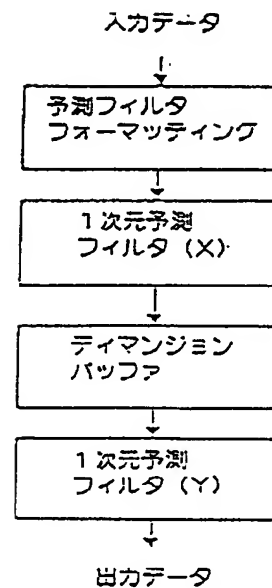 入力データ
予測フィルタ
フォーマッティング
1次元予測
フィルタ (X)
ディマンジョン
バッファ
1次元予測
フィルタ (Y)
出力データ